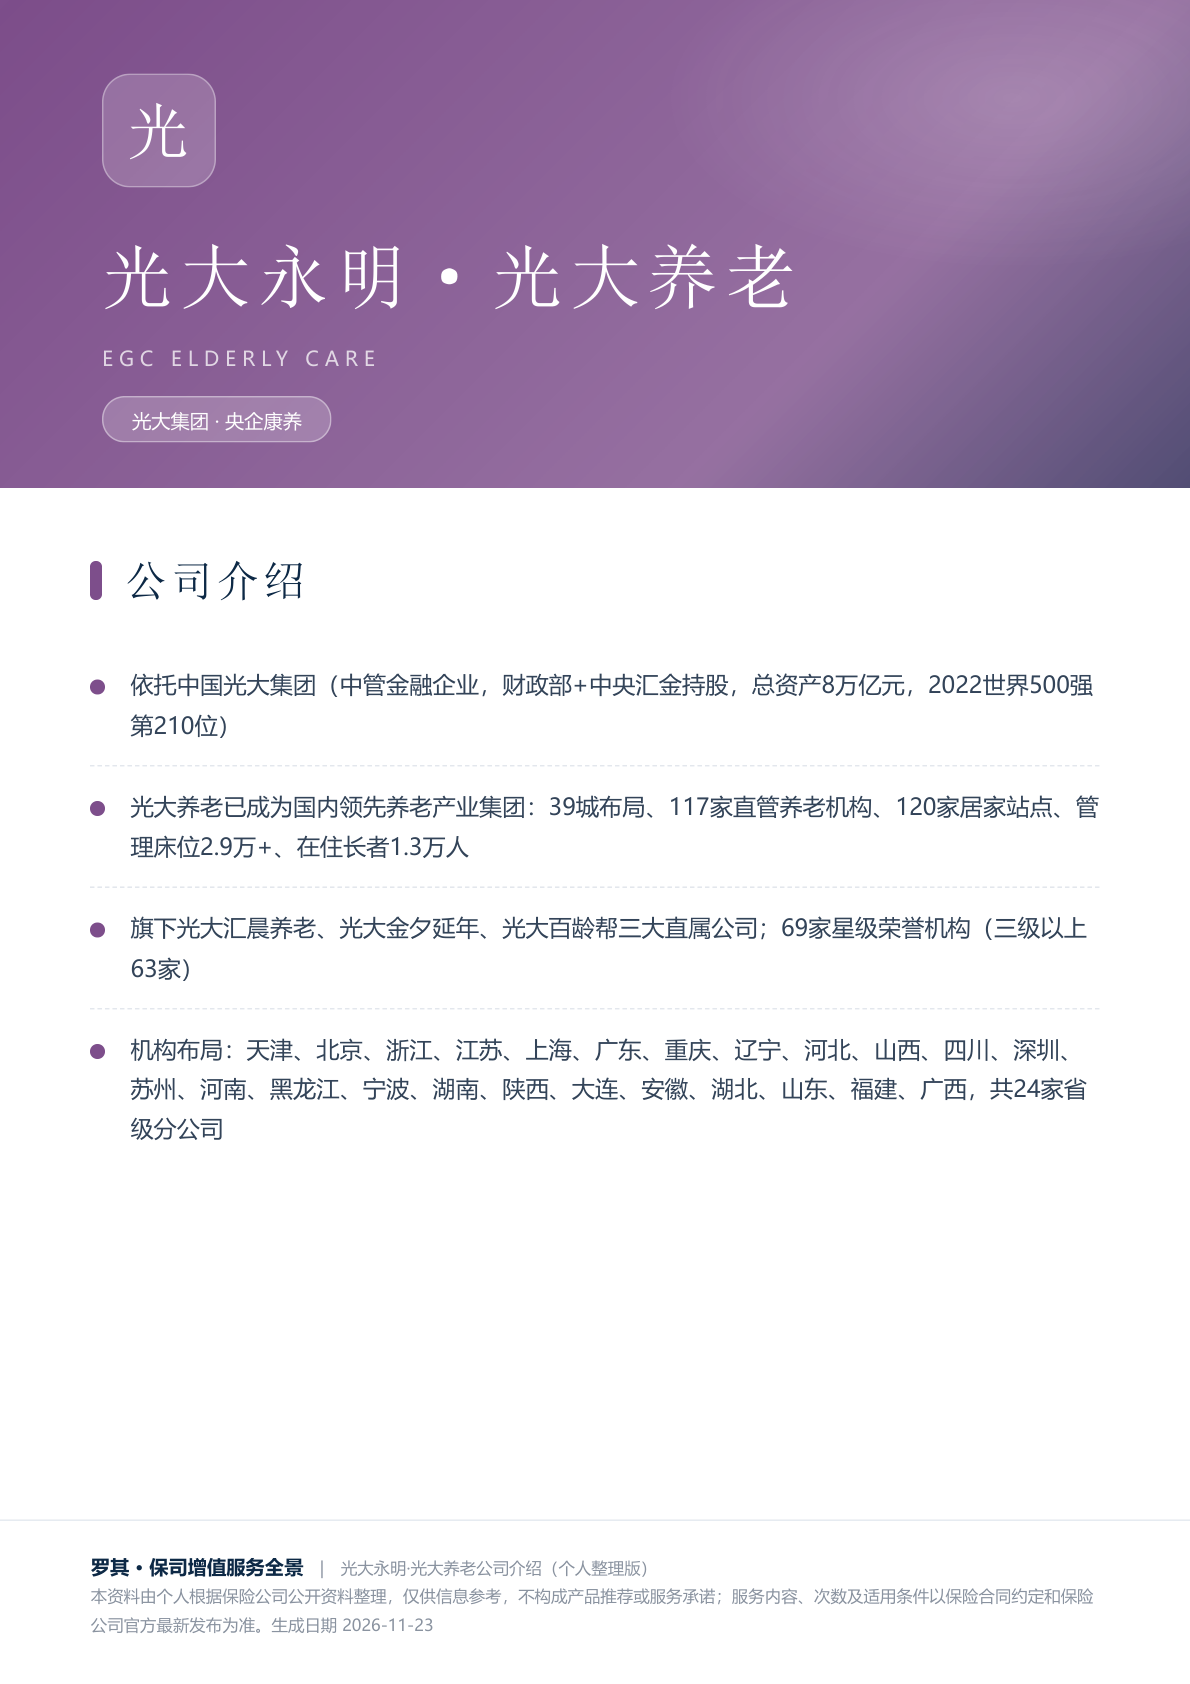 光
光大永明·光大养老
EGC ELDERLY CARE
光大集团 · 央企康养
公司介绍
依托中国光大集团（中管金融企业，财政部+中央汇金持股，总资产8万亿元，2022世界500强
第210位）
光大养老已成为国内领先养老产业集团：39城布局、117家直管养老机构、120家居家站点、管
理床位2.9万+、在住长者1.3万人
旗下光大汇晨养老、光大金夕延年、光大百龄帮三大直属公司；69家星级荣誉机构（三级以上
63家）
机构布局：天津、北京、浙江、江苏、上海、广东、重庆、辽宁、河北、山西、四川、深圳、
苏州、河南、黑龙江、宁波、湖南、陕西、大连、安徽、湖北、山东、福建、广西，共24家省
级分公司
罗其·保司增值服务全景 | 光大永明·光大养老公司介绍（个人整理版）
本资料由个人根据保险公司公开资料整理，仅供信息参考，不构成产品推荐或服务承诺；服务内容、次数及适用条件以保险合同约定和保险
公司官方最新发布为准。生成日期 2026-11-23